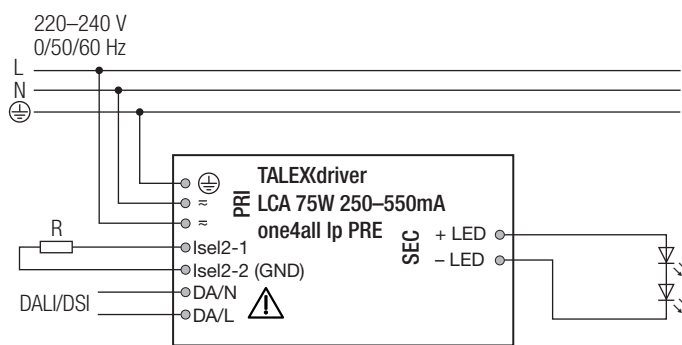 220–240 V
0/50/60 Hz
L
N
TALEXXdriver
LCA 75W 250–550mA
one4all lp PRE
PRI
≂
≂
SEC
+ LED
– LED
R
Isel2-1
Isel2-2 (GND)
DALI/DSI
DA/N
DA/L